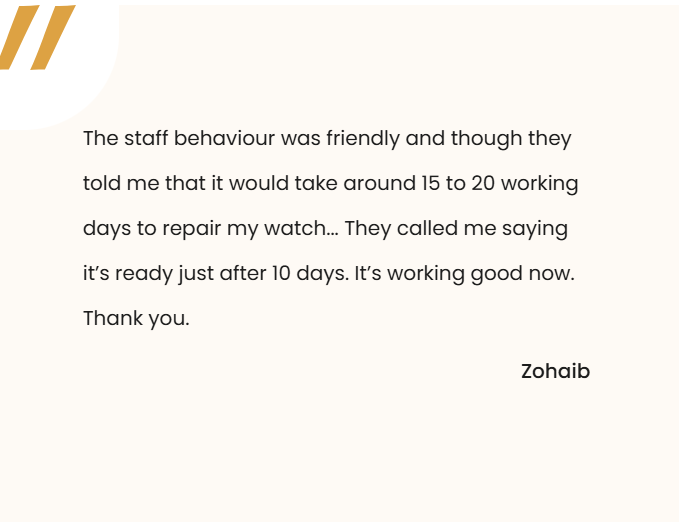 The staff behaviour was friendly and though they
told me that it would take around 15 to 20 working
days to repair my watch... They called me saying
it’s ready just after 10 days. It’s working good now.
Thank you.
Zohaib